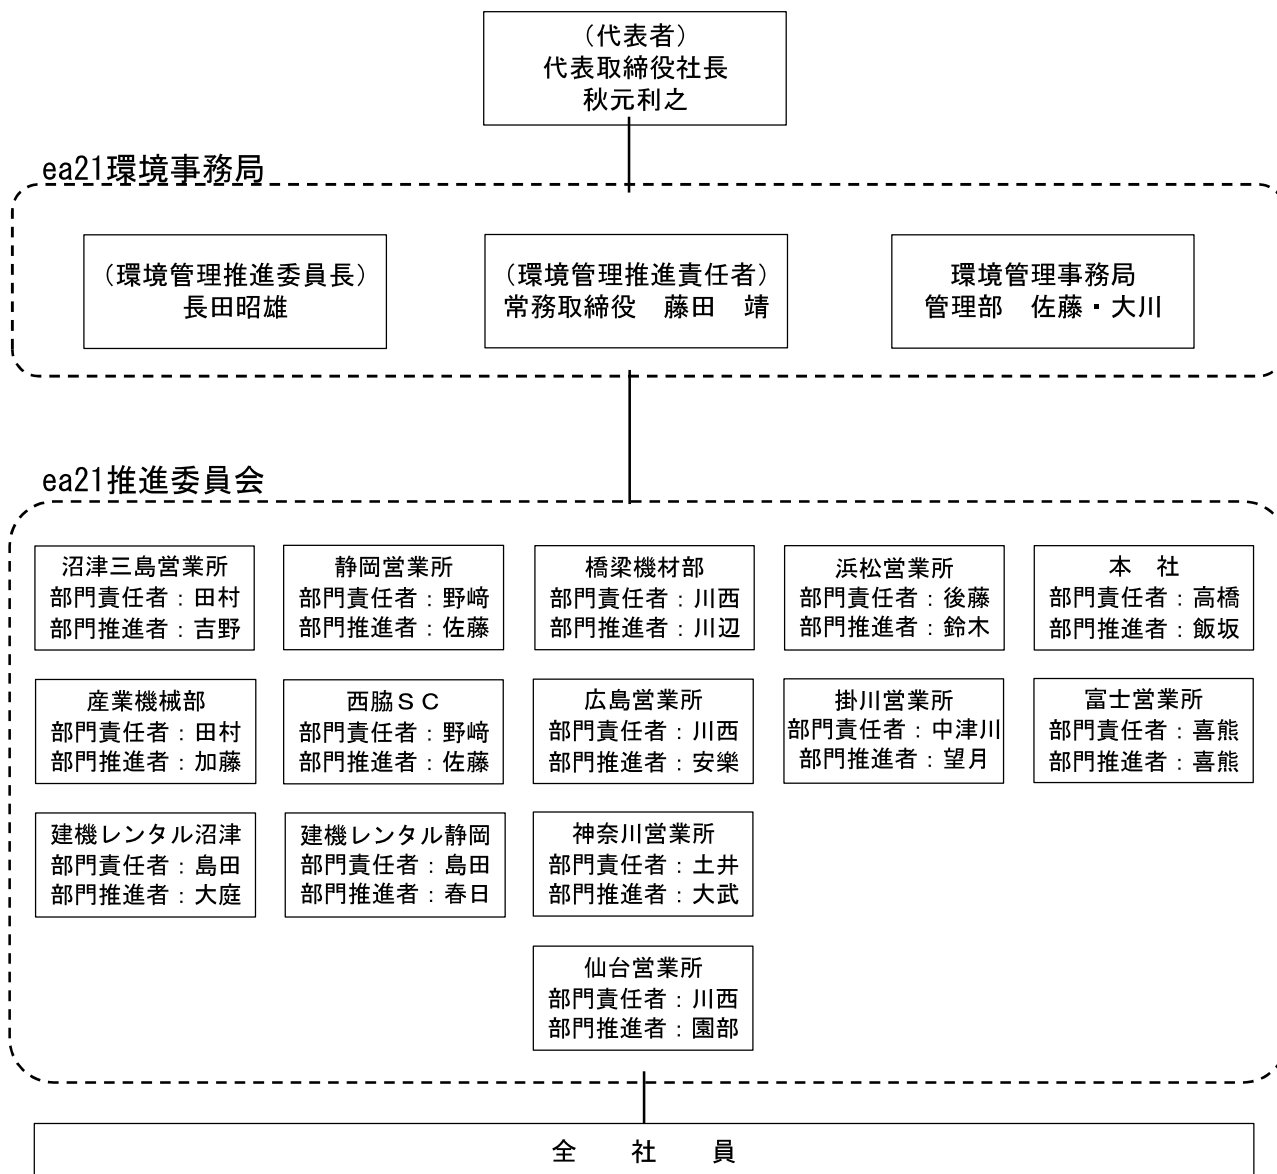 （代表者）
代表取締役社長
秋元利之
ea21環境事務局
（環境管理推進委員長）
長田昭雄
（環境管理推進責任者）
常務取締役　藤田　靖
環境管理事務局
管理部　佐藤・大川
ea21推進委員会
沼津三島営業所
部門責任者：田村
部門推進者：吉野
静岡営業所
部門責任者：野﨑
部門推進者：佐藤
橋梁機材部
部門責任者：川西
部門推進者：川辺
浜松営業所
部門責任者：後藤
部門推進者：鈴木
本　社
部門責任者：高橋
部門推進者：飯坂
産業機械部
部門責任者：田村
部門推進者：加藤
西脇ＳＣ
部門責任者：野﨑
部門推進者：佐藤
広島営業所
部門責任者：川西
部門推進者：安樂
掛川営業所
部門責任者：中津川
部門推進者：望月
富士営業所
部門責任者：喜熊
部門推進者：喜熊
建機レンタル沼津
部門責任者：島田
部門推進者：大庭
建機レンタル静岡
部門責任者：島田
部門推進者：春日
神奈川営業所
部門責任者：土井
部門推進者：大武
仙台営業所
部門責任者：川西
部門推進者：園部
全　社　員